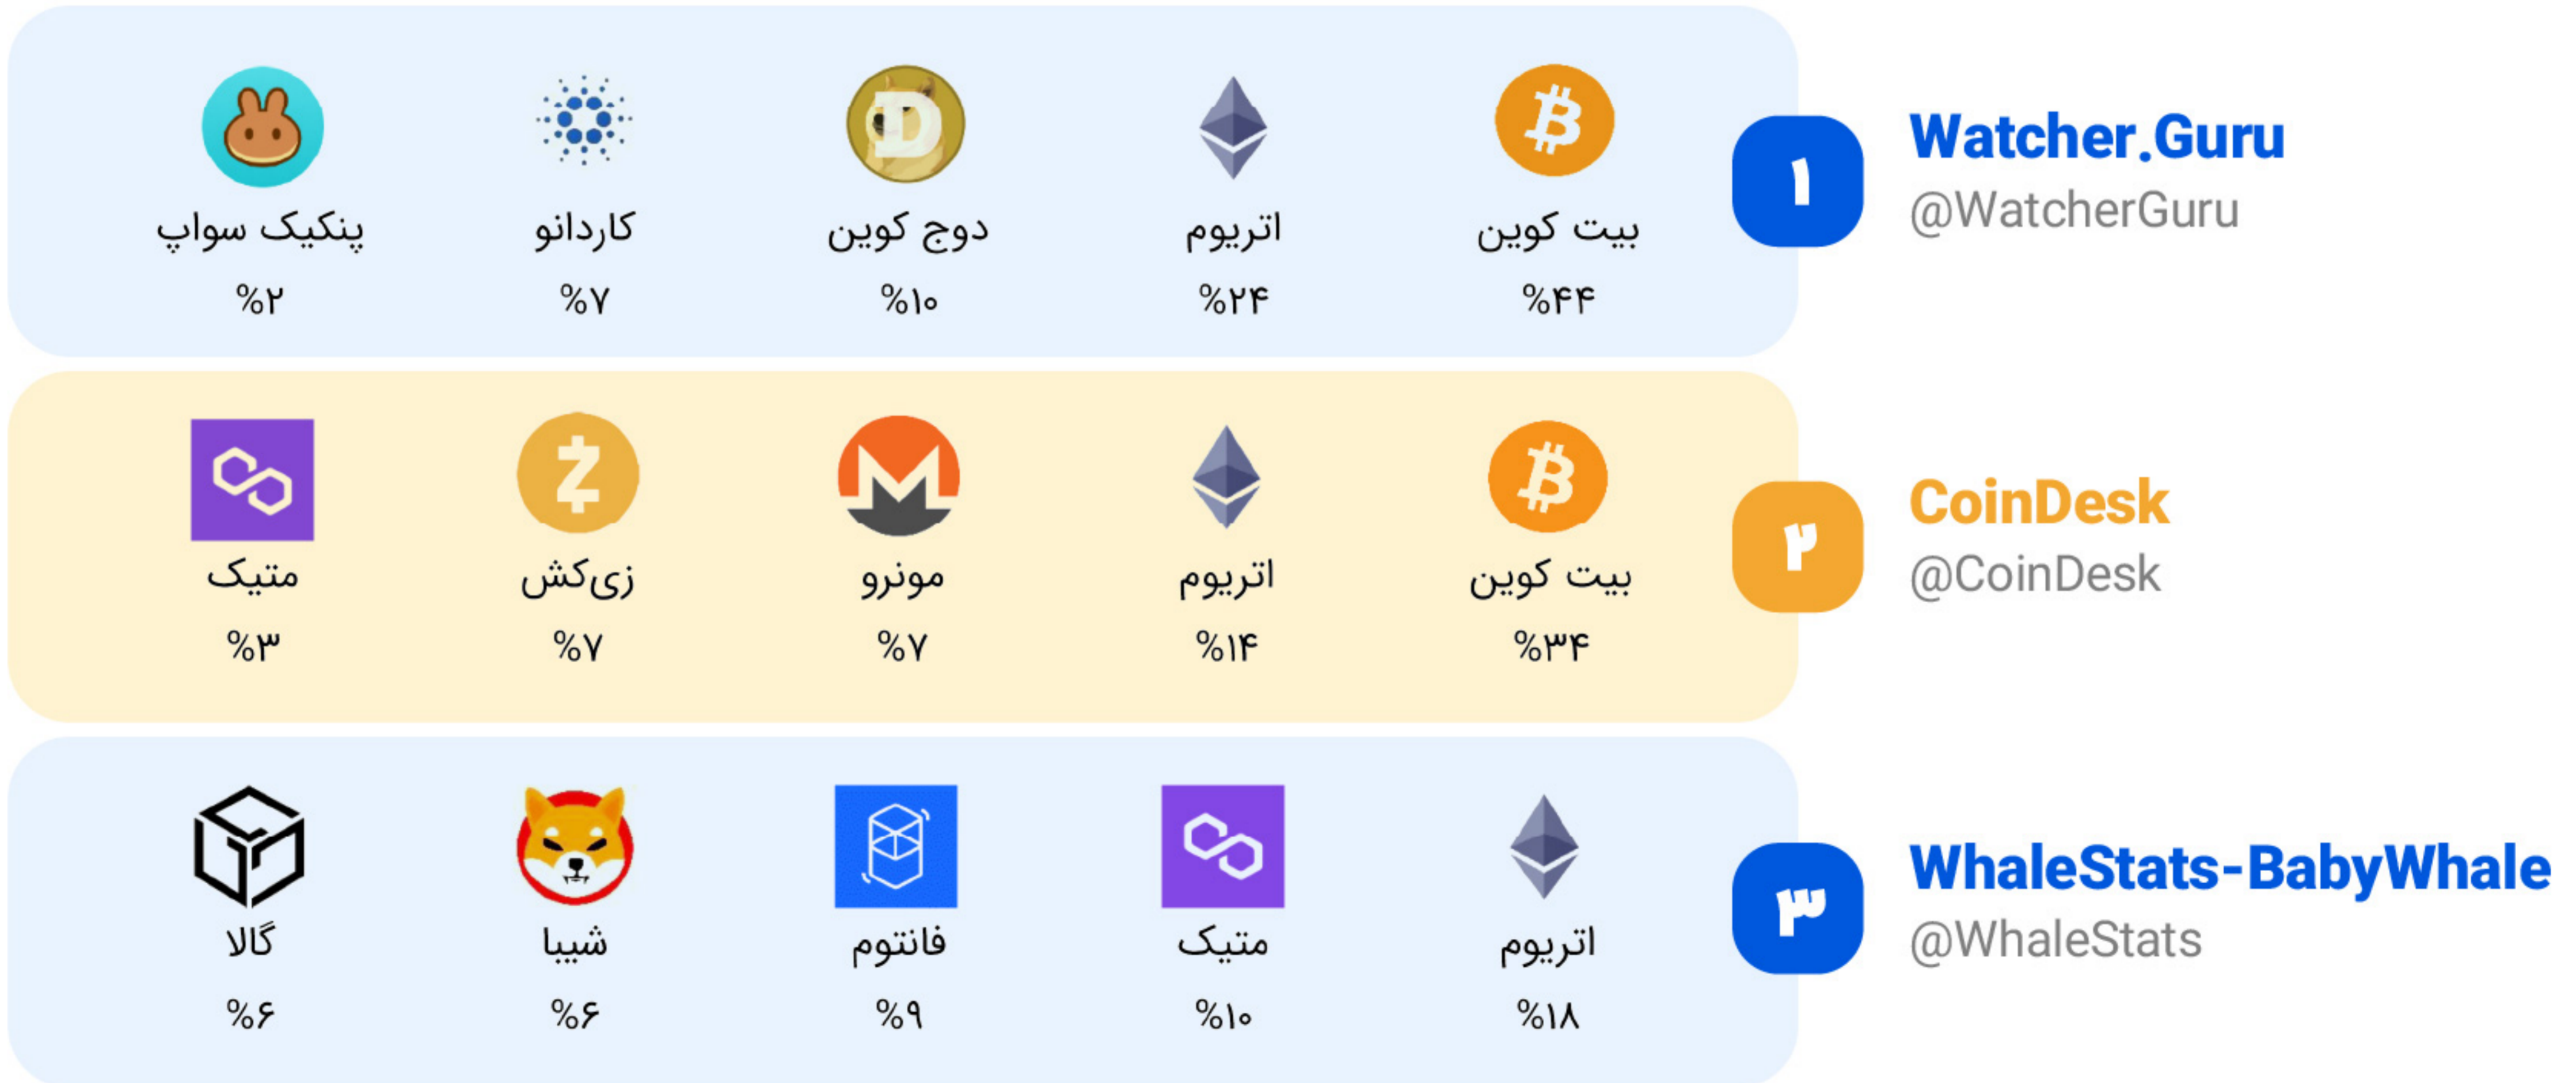 ۱
Watcher.Guru
@WatcherGuru
بیت کوین اتریوم دوج کوین کاردانو پنکیک سواپ
%۴۴ %۲۴ %۱۰ %۷ %۲
۲
CoinDesk
@CoinDesk
بیت کوین اتریوم مونرو زی‌کش متیک
%۳۴ %۱۴ %۷ %۷ %۳
۳
WhaleStats-BabyWhale
@WhaleStats
اتریوم متیک فانتوم شیبا گالا
%۱۸ %۱۰ %۹ %۶ %۶